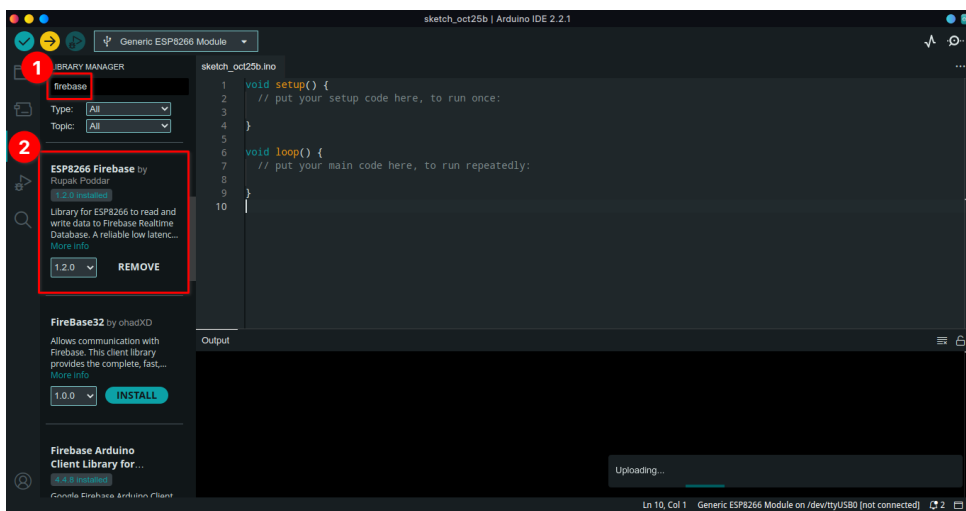 sketch_oct25b | Arduino IDE 2.2.1
Generic ESP8266 Module
1
LIBRARY MANAGER
firebase
Type: All
Topic: All
2
ESP8266 Firebase by
Rupak Poddar
1.2.0 installed
Library for ESP8266 to read and
write data to Firebase Realtime
Database. A reliable low latenc...
More info
1.2.0 REMOVE
FireBase32 by ohadXD
Allows communication with
Firebase. This client library
provides the complete, fast,...
More info
1.0.0 INSTALL
Firebase Arduino
Client Library for...
4.4.8 installed
Google Firebase Arduino Client
sketch_oct25b.ino
1 void setup() {
2 // put your setup code here, to run once:
3
4 }
5
6 void loop() {
7 // put your main code here, to run repeatedly:
8
9 }
10
Output
Uploading...
Ln 10, Col 1 Generic ESP8266 Module on /dev/ttyUSB0 [not connected] 2